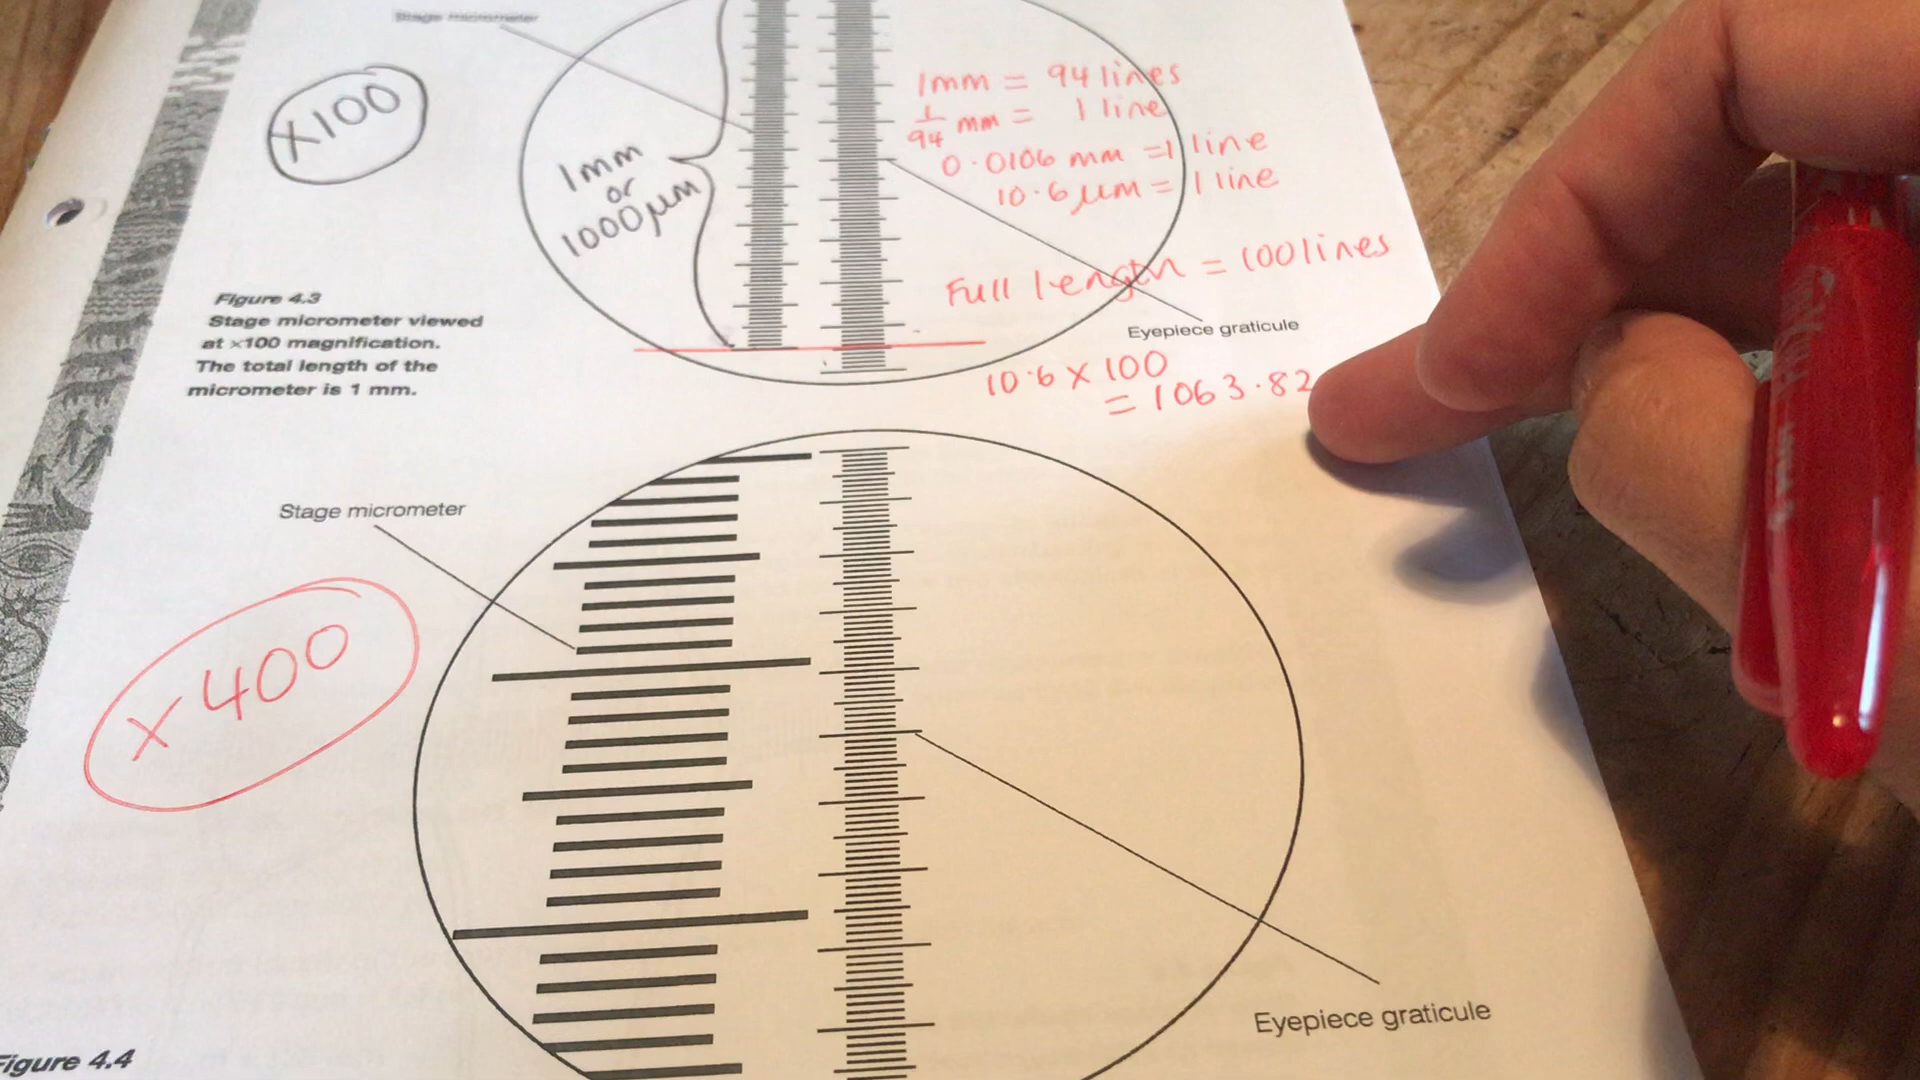 Stage micrometer
×100
1mm
or
1000µm
1mm = 94 lines
1/94 mm = 1 line
0.0106 mm = 1 line
10.6 µm = 1 line
Full length = 100 lines
Figure 4.3
Stage micrometer viewed
at ×100 magnification.
The total length of the
micrometer is 1 mm.
Eyepiece graticule
10.6 × 100
= 1063.82
Stage micrometer
×400
Eyepiece graticule
Figure 4.4